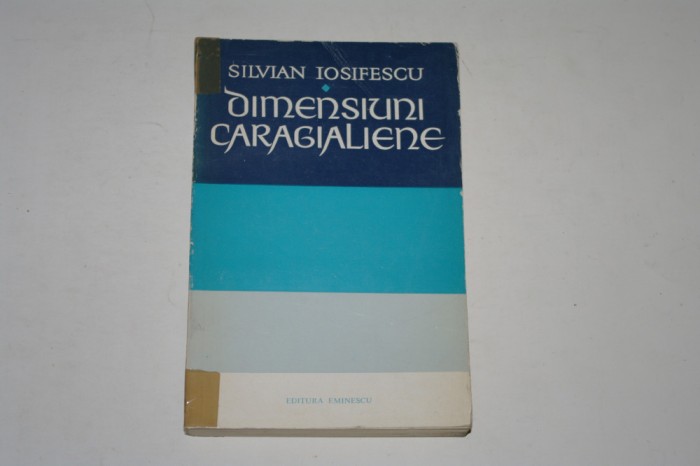 SILVIAN IOSIFESCU
DIMENSIUNI
CARAGIALIENE
EDITURA EMINESCU